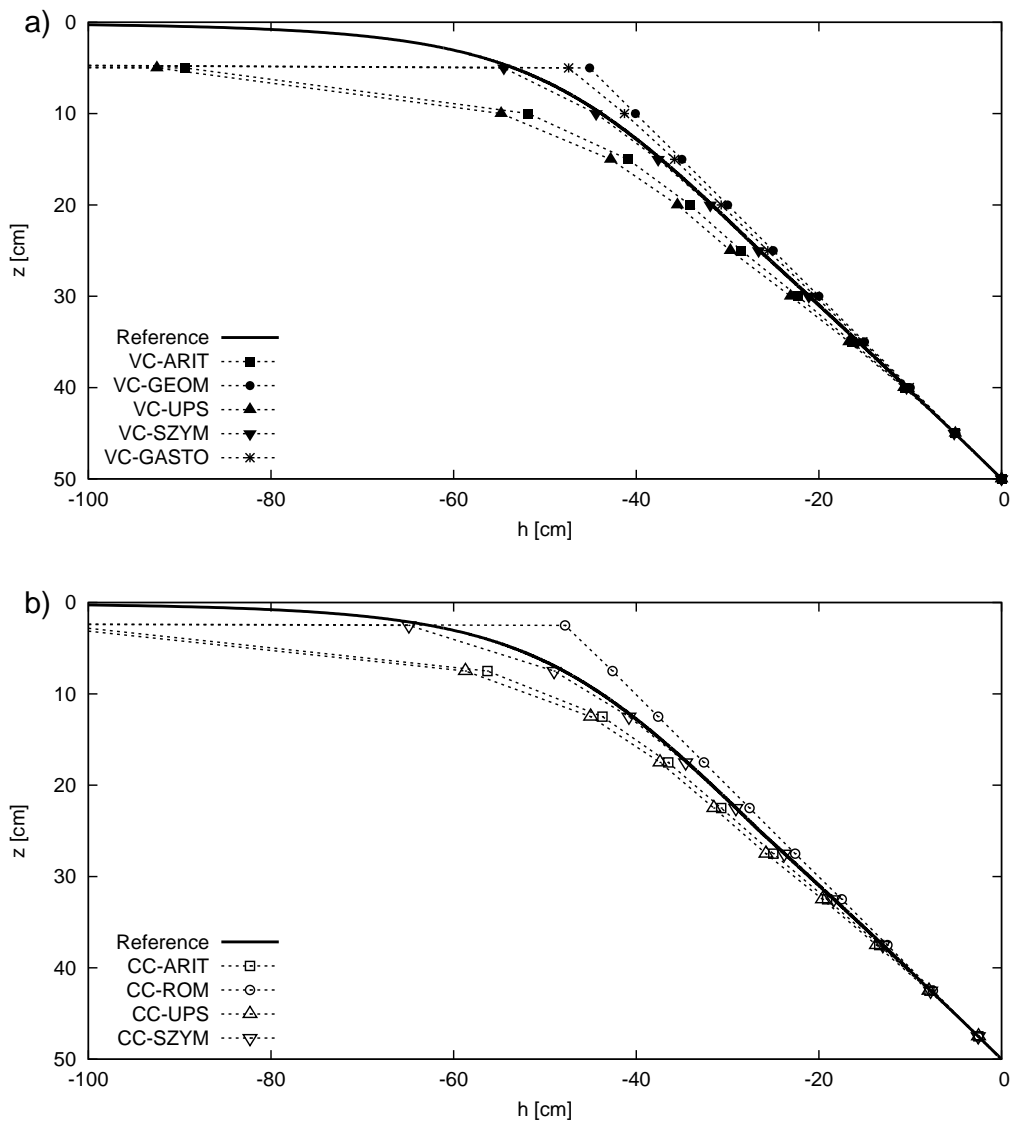 a)
0
10
20
30
40
50
z [cm]
Reference
VC-ARIT
VC-GEOM
VC-UPS
VC-SZYM
VC-GASTO
-100
-80
-60
-40
-20
0
h [cm]
b)
0
10
20
30
40
50
z [cm]
Reference
CC-ARIT
CC-ROM
CC-UPS
CC-SZYM
-100
-80
-60
-40
-20
0
h [cm]